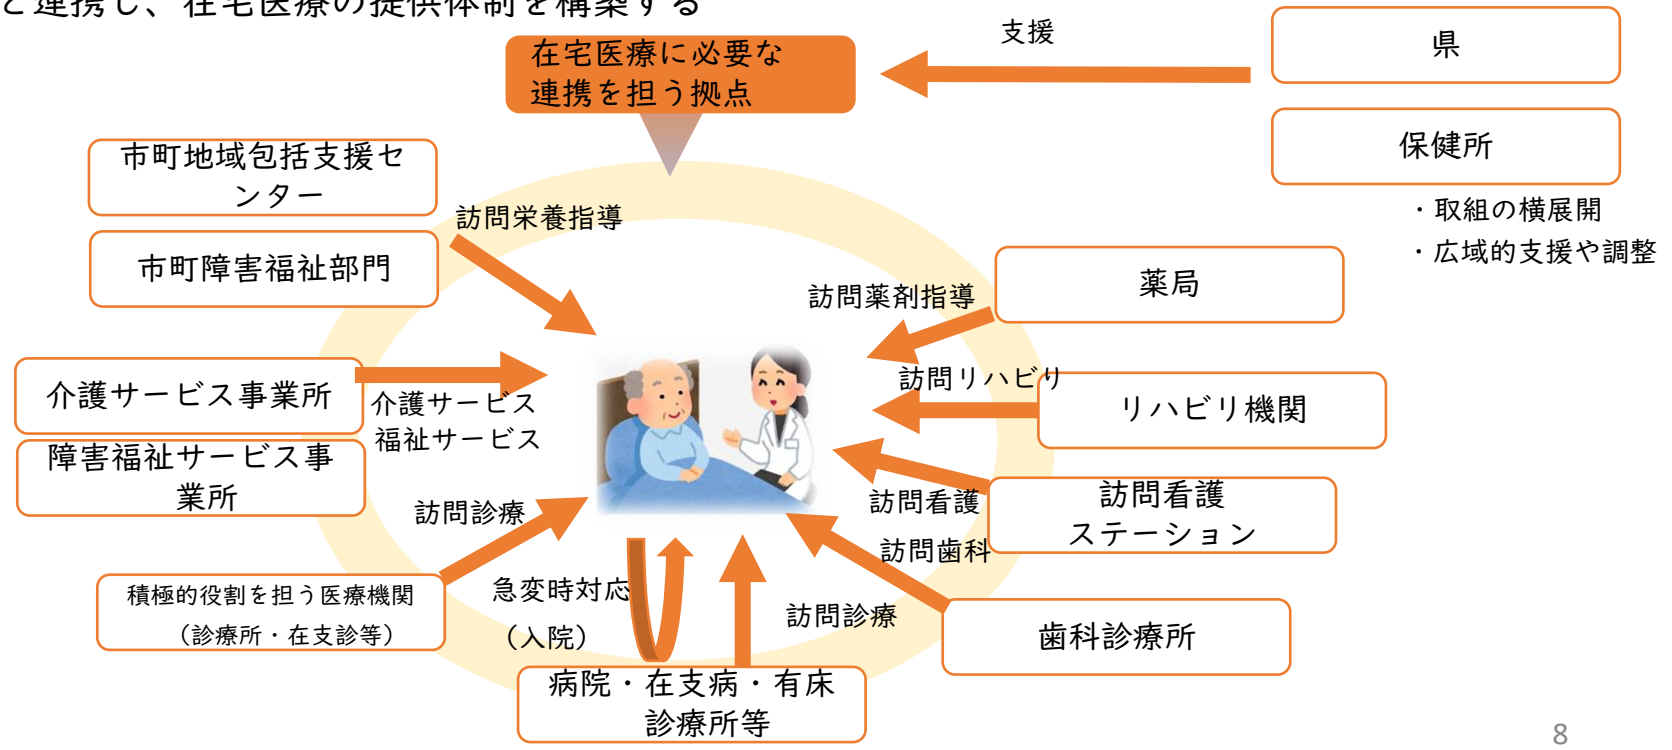 と連携し、在宅医療の提供体制を構築する
在宅医療に必要な
連携を担う拠点
支援
県
保健所
・取組の横展開
・広域的支援や調整
市町地域包括支援セ
ンター
訪問栄養指導
市町障害福祉部門
薬局
訪問薬剤指導
介護サービス事業所
介護サービス
福祉サービス
訪問リハビリ
リハビリ機関
障害福祉サービス事
業所
訪問看護
訪問看護
ステーション
訪問診療
訪問歯科
積極的役割を担う医療機関
（診療所・在支診等）
急変時対応
（入院）
訪問診療
歯科診療所
病院・在支病・有床
診療所等
8